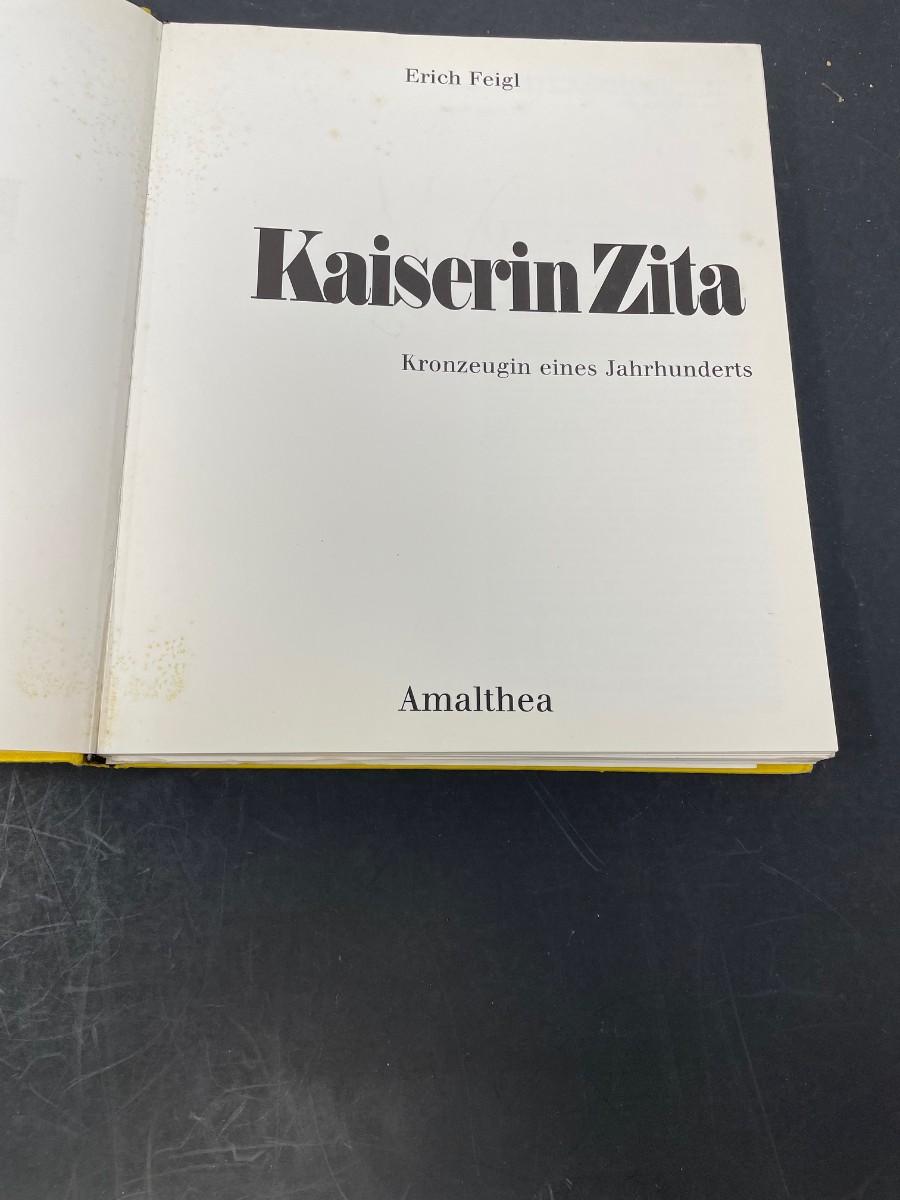 Erich Feigl
Kaiserin Zita
Kronzeugin eines Jahrhunderts
Amalthea